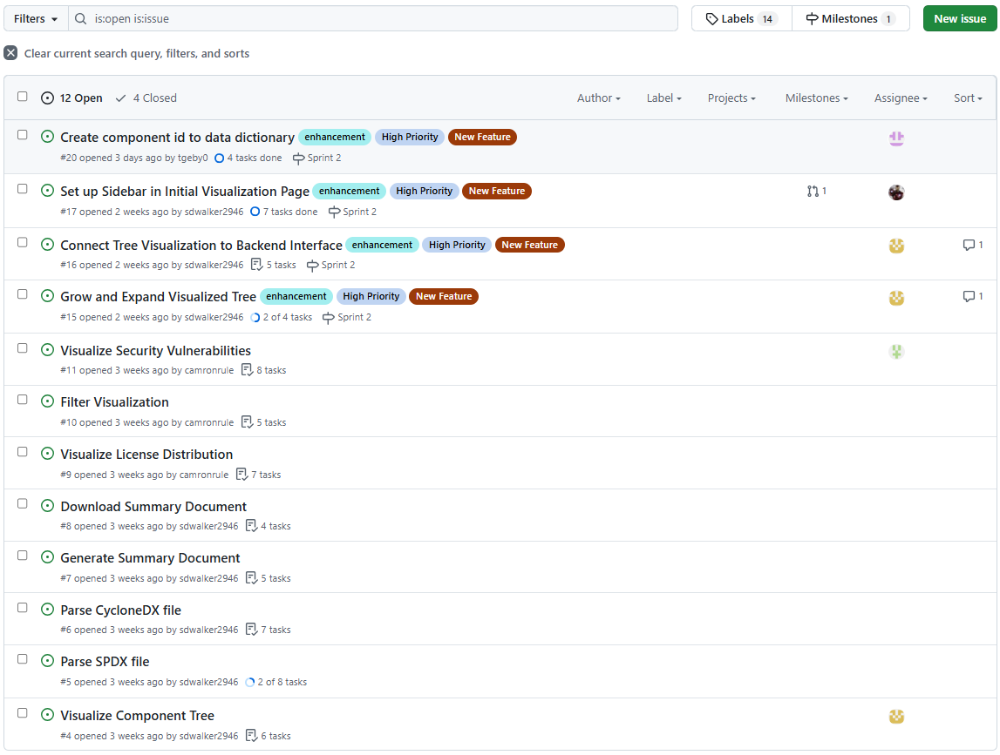 Filters is:open is:issue Labels 14 Milestones 1 New issue
Clear current search query, filters, and sorts
12 Open 4 Closed Author Label Projects Milestones Assignee Sort
Create component id to data dictionary enhancement High Priority New Feature
#20 opened 3 days ago by tgeby0 4 tasks done Sprint 2
Set up Sidebar in Initial Visualization Page enhancement High Priority New Feature 1
#17 opened 2 weeks ago by sdwalker2946 7 tasks done Sprint 2
Connect Tree Visualization to Backend Interface enhancement High Priority New Feature 1
#16 opened 2 weeks ago by sdwalker2946 5 tasks Sprint 2
Grow and Expand Visualized Tree enhancement High Priority New Feature 1
#15 opened 2 weeks ago by sdwalker2946 2 of 4 tasks Sprint 2
Visualize Security Vulnerabilities
#11 opened 3 weeks ago by camronrule 8 tasks
Filter Visualization
#10 opened 3 weeks ago by camronrule 5 tasks
Visualize License Distribution
#9 opened 3 weeks ago by camronrule 7 tasks
Download Summary Document
#8 opened 3 weeks ago by sdwalker2946 4 tasks
Generate Summary Document
#7 opened 3 weeks ago by sdwalker2946 5 tasks
Parse CycloneDX file
#6 opened 3 weeks ago by sdwalker2946 7 tasks
Parse SPDX file
#5 opened 3 weeks ago by sdwalker2946 2 of 8 tasks
Visualize Component Tree
#4 opened 3 weeks ago by sdwalker2946 6 tasks